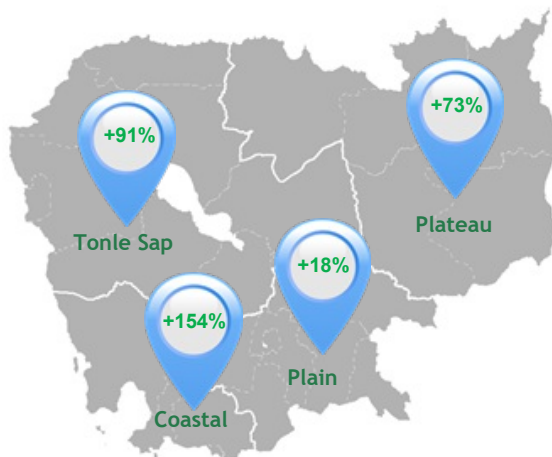 +73%
Plateau
+91%
Tonle Sap
+18%
Plain
+154%
Coastal